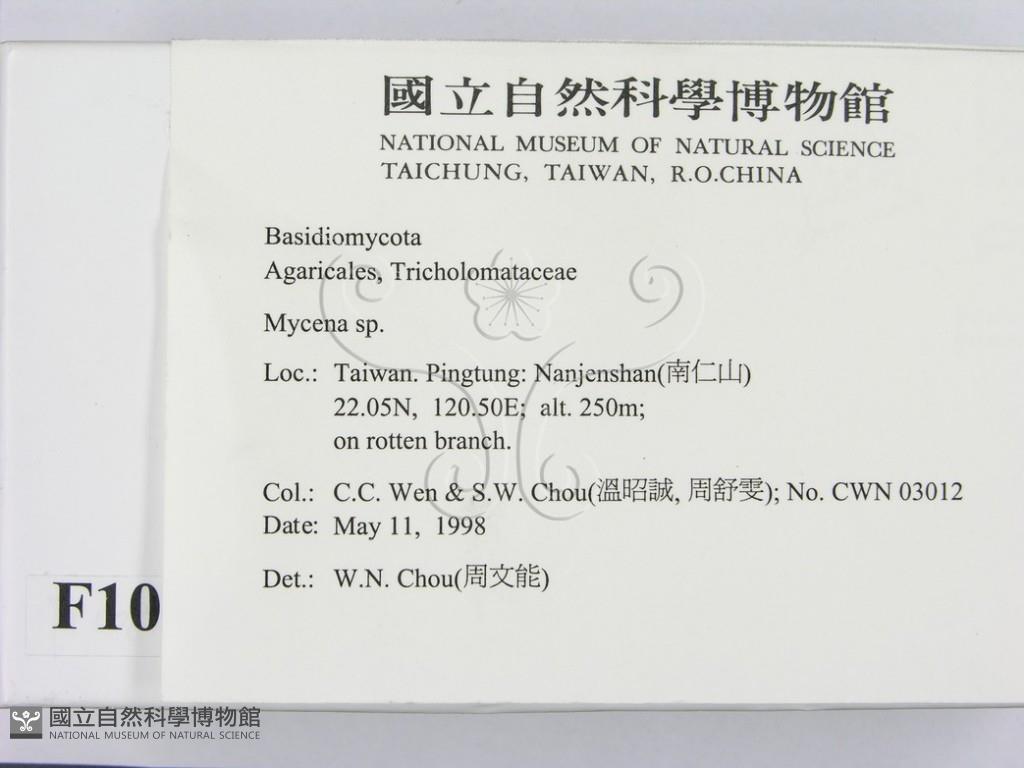 國立自然科學博物館
NATIONAL MUSEUM OF NATURAL SCIENCE
TAICHUNG, TAIWAN, R.O.CHINA
Basidiomycota
Agaricales, Tricholomataceae
Mycena sp.
Loc.: Taiwan. Pingtung: Nanjenshan(南仁山)
22.05N, 120.50E; alt. 250m;
on rotten branch.
Col.: C.C. Wen & S.W. Chou(溫昭誠, 周舒雯); No. CWN 03012
Date: May 11, 1998
Det.: W.N. Chou(周文能)
F10
國立自然科學博物館
NATIONAL MUSEUM OF NATURAL SCIENCE